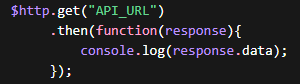 $http.get("API_URL")
.then(function(response){
console.log(response.data);
});